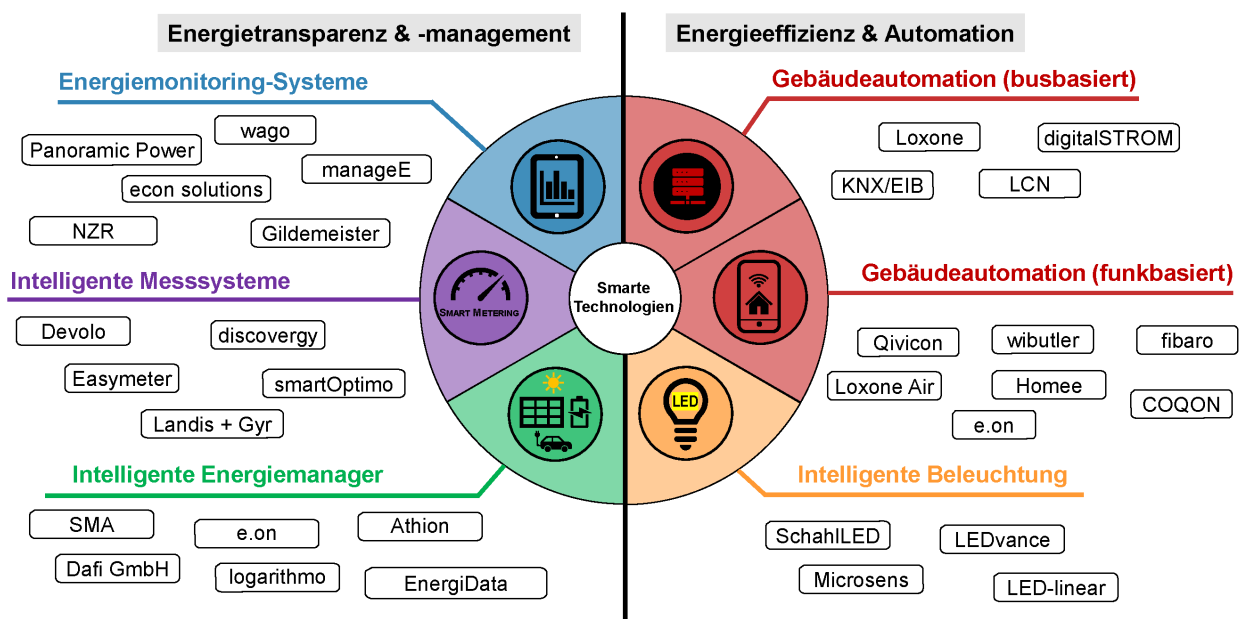 Energietransparenz & -management
Energieeffizienz & Automation
Energiemonitoring-Systeme
wago
Panoramic Power
manageE
econ solutions
NZR
Gildemeister
Intelligente Messsysteme
Devolo
discovergy
Easymeter
smartOptimo
Landis + Gyr
Intelligente Energiemanager
SMA
e.on
Athion
Dafi GmbH
logarithmo
EnergiData
SMART METERING
Smarte
Technologien
LED
Gebäudeautomation (busbasiert)
Loxone
digitalSTROM
KNX/EIB
LCN
Gebäudeautomation (funkbasiert)
Qivicon
wibutler
fibaro
Loxone Air
Homee
COQON
e.on
Intelligente Beleuchtung
SchahlLED
LEDvance
Microsens
LED-linear